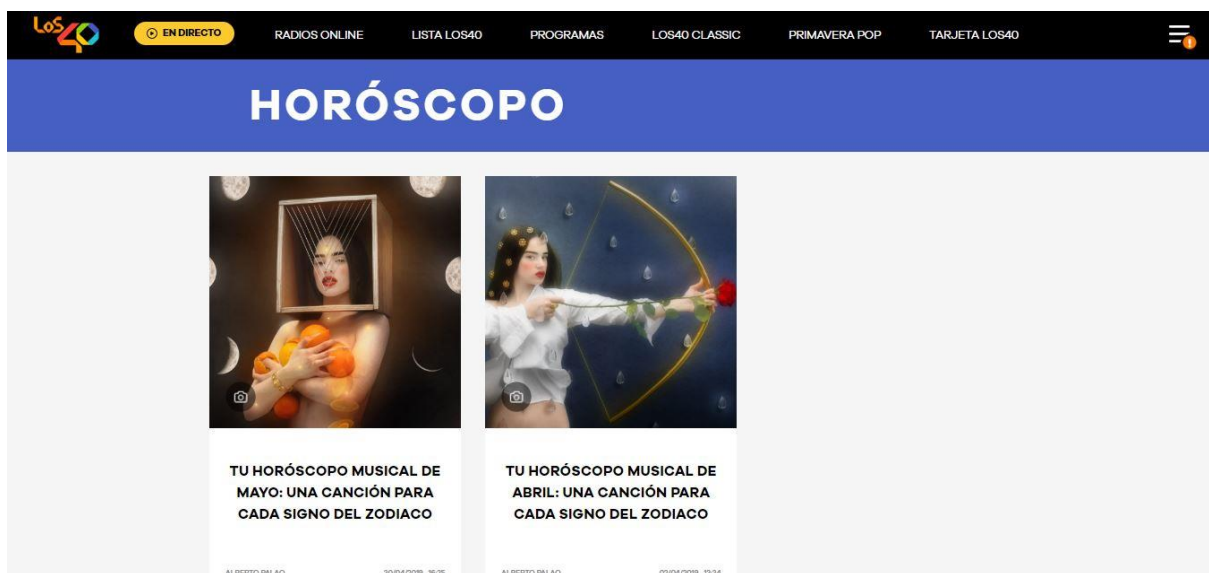 LOS40
EN DIRECTO
RADIOS ONLINE
LISTA LOS40
PROGRAMAS
LOS40 CLASSIC
PRIMAVERA POP
TARJETA LOS40
HORÓSCOPO
TU HORÓSCOPO MUSICAL DE
MAYO: UNA CANCIÓN PARA
CADA SIGNO DEL ZODIACO
TU HORÓSCOPO MUSICAL DE
ABRIL: UNA CANCIÓN PARA
CADA SIGNO DEL ZODIACO